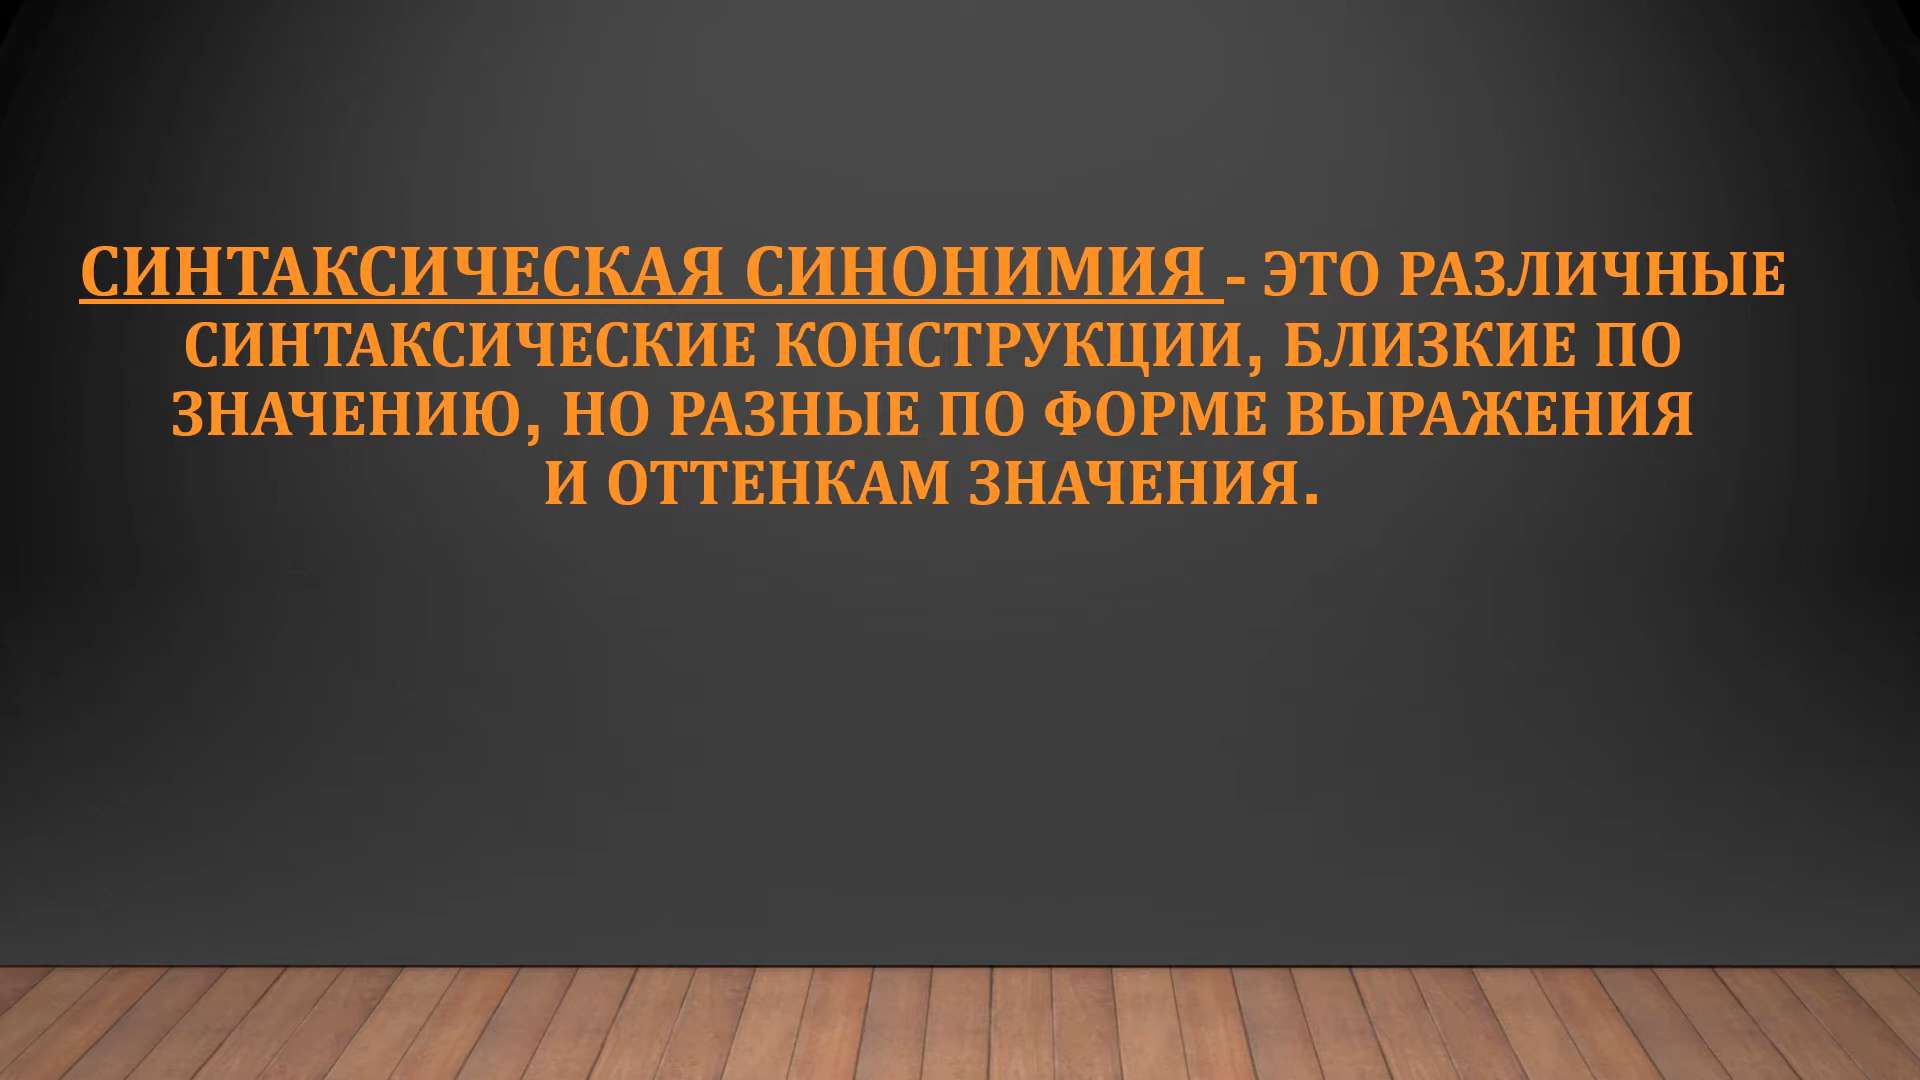 СИНТАКСИЧЕСКАЯ СИНОНИМИЯ - ЭТО РАЗЛИЧНЫЕ
СИНТАКСИЧЕСКИЕ КОНСТРУКЦИИ, БЛИЗКИЕ ПО
ЗНАЧЕНИЮ, НО РАЗНЫЕ ПО ФОРМЕ ВЫРАЖЕНИЯ
И ОТТЕНКАМ ЗНАЧЕНИЯ.